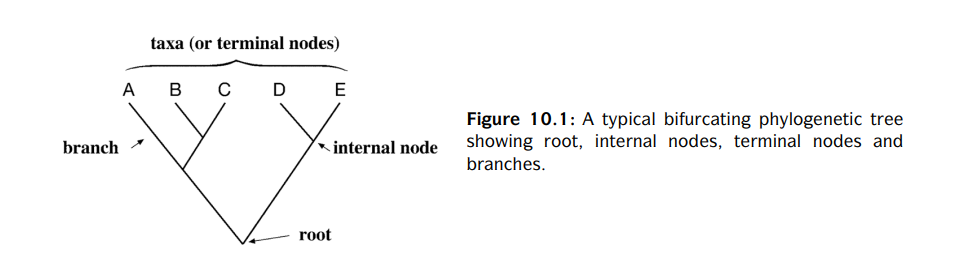 taxa (or terminal nodes)
A B C D E
branch
internal node
root
Figure 10.1: A typical bifurcating phylogenetic tree
showing root, internal nodes, terminal nodes and
branches.